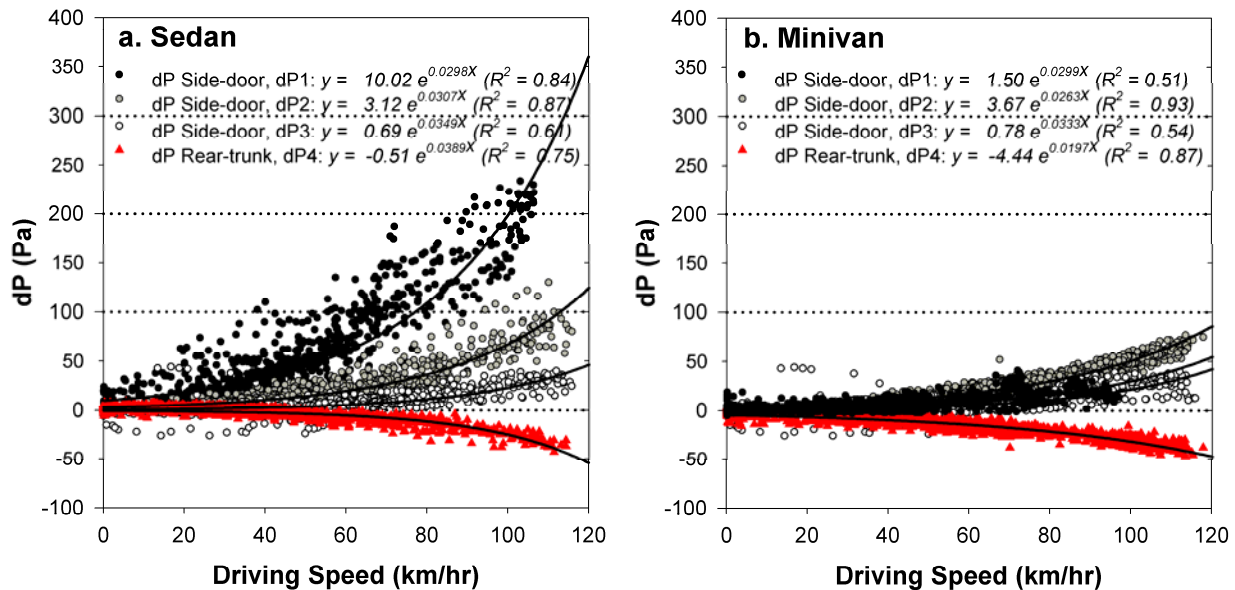 a. Sedan
dP Side-door, dP1: y = 10.02 e^0.0298X (R^2 = 0.84)
dP Side-door, dP2: y = 3.12 e^0.0307X (R^2 = 0.87)
dP Side-door, dP3: y = 0.69 e^0.0349X (R^2 = 0.61)
dP Rear-trunk, dP4: y = -0.51 e^0.0389X (R^2 = 0.75)
400
350
300
250
200
150
100
50
0
-50
-100
dP (Pa)
0 20 40 60 80 100 120
Driving Speed (km/hr)
b. Minivan
dP Side-door, dP1: y = 1.50 e^0.0299X (R^2 = 0.51)
dP Side-door, dP2: y = 3.67 e^0.0263X (R^2 = 0.93)
dP Side-door, dP3: y = 0.78 e^0.0333X (R^2 = 0.54)
dP Rear-trunk, dP4: y = -4.44 e^0.0197X (R^2 = 0.87)
400
350
300
250
200
150
100
50
0
-50
-100
dP (Pa)
0 20 40 60 80 100 120
Driving Speed (km/hr)